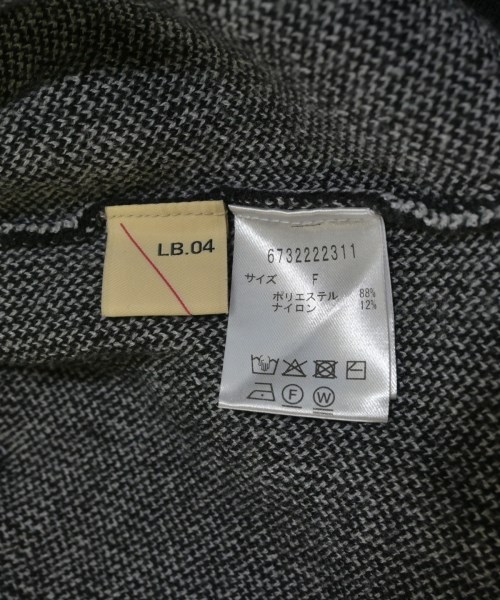 LB.04
6732222311
サイズ F
ポリエステル 88%
ナイロン 12%
F W